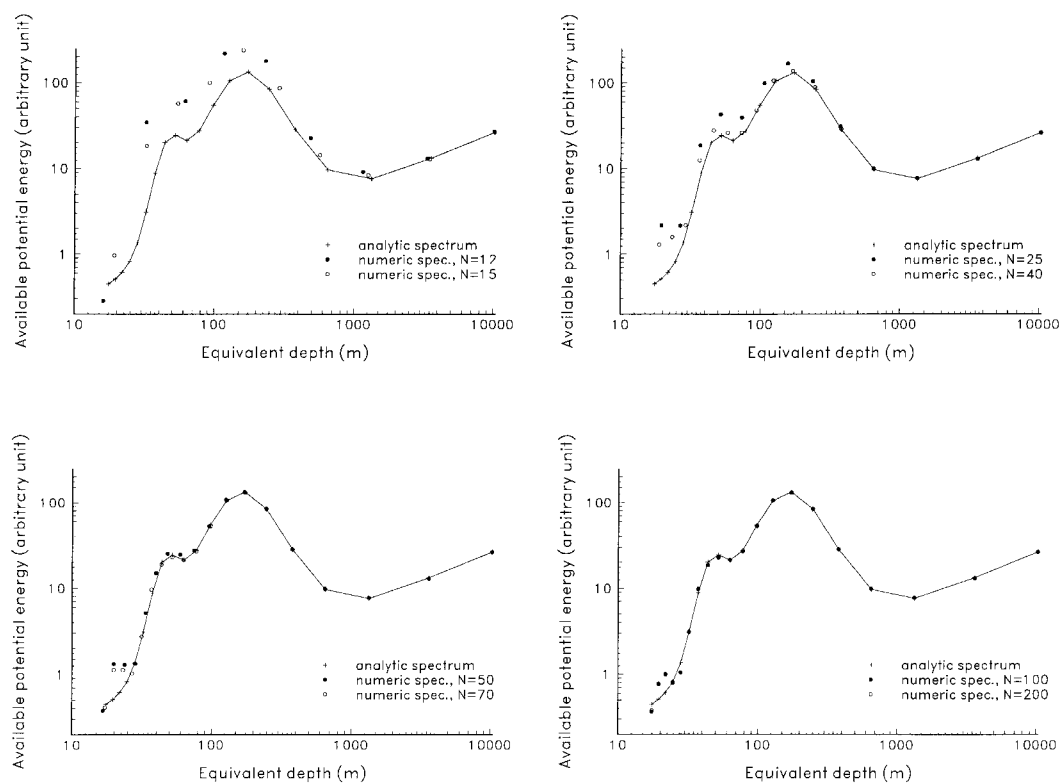 Available potential energy (arbitrary unit)
100
10
1
analytic spectrum
numeric spec., N=12
numeric spec., N=15
10
100
1000
10000
Equivalent depth (m)
Available potential energy (arbitrary unit)
100
10
1
analytic spectrum
numeric spec., N=25
numeric spec., N=40
10
100
1000
10000
Equivalent depth (m)
Available potential energy (arbitrary unit)
100
10
1
analytic spectrum
numeric spec., N=50
numeric spec., N=70
10
100
1000
10000
Equivalent depth (m)
Available potential energy (arbitrary unit)
100
10
1
analytic spectrum
numeric spec., N=100
numeric spec., N=200
10
100
1000
10000
Equivalent depth (m)